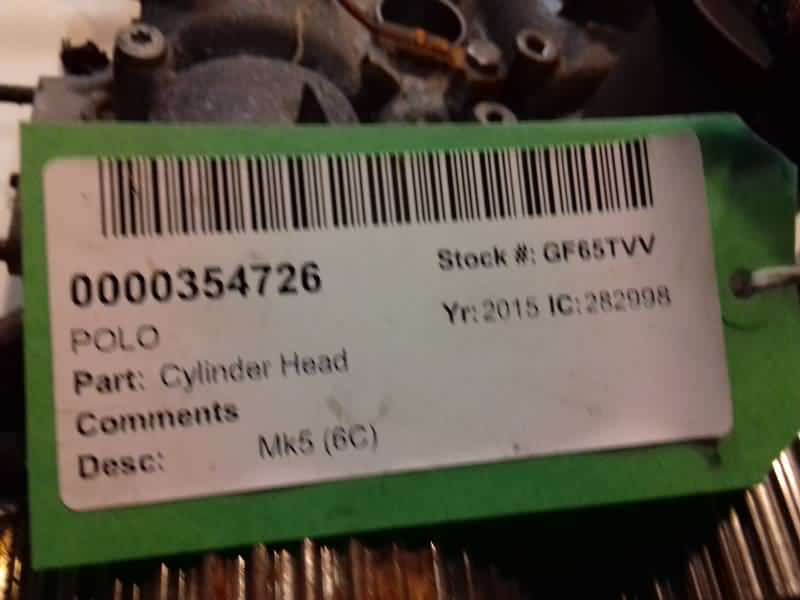 0000354726
Stock #: GF65TVV
POLO
Yr: 2015 IC: 282998
Part: Cylinder Head
Comments
Desc: Mk5 (6C)